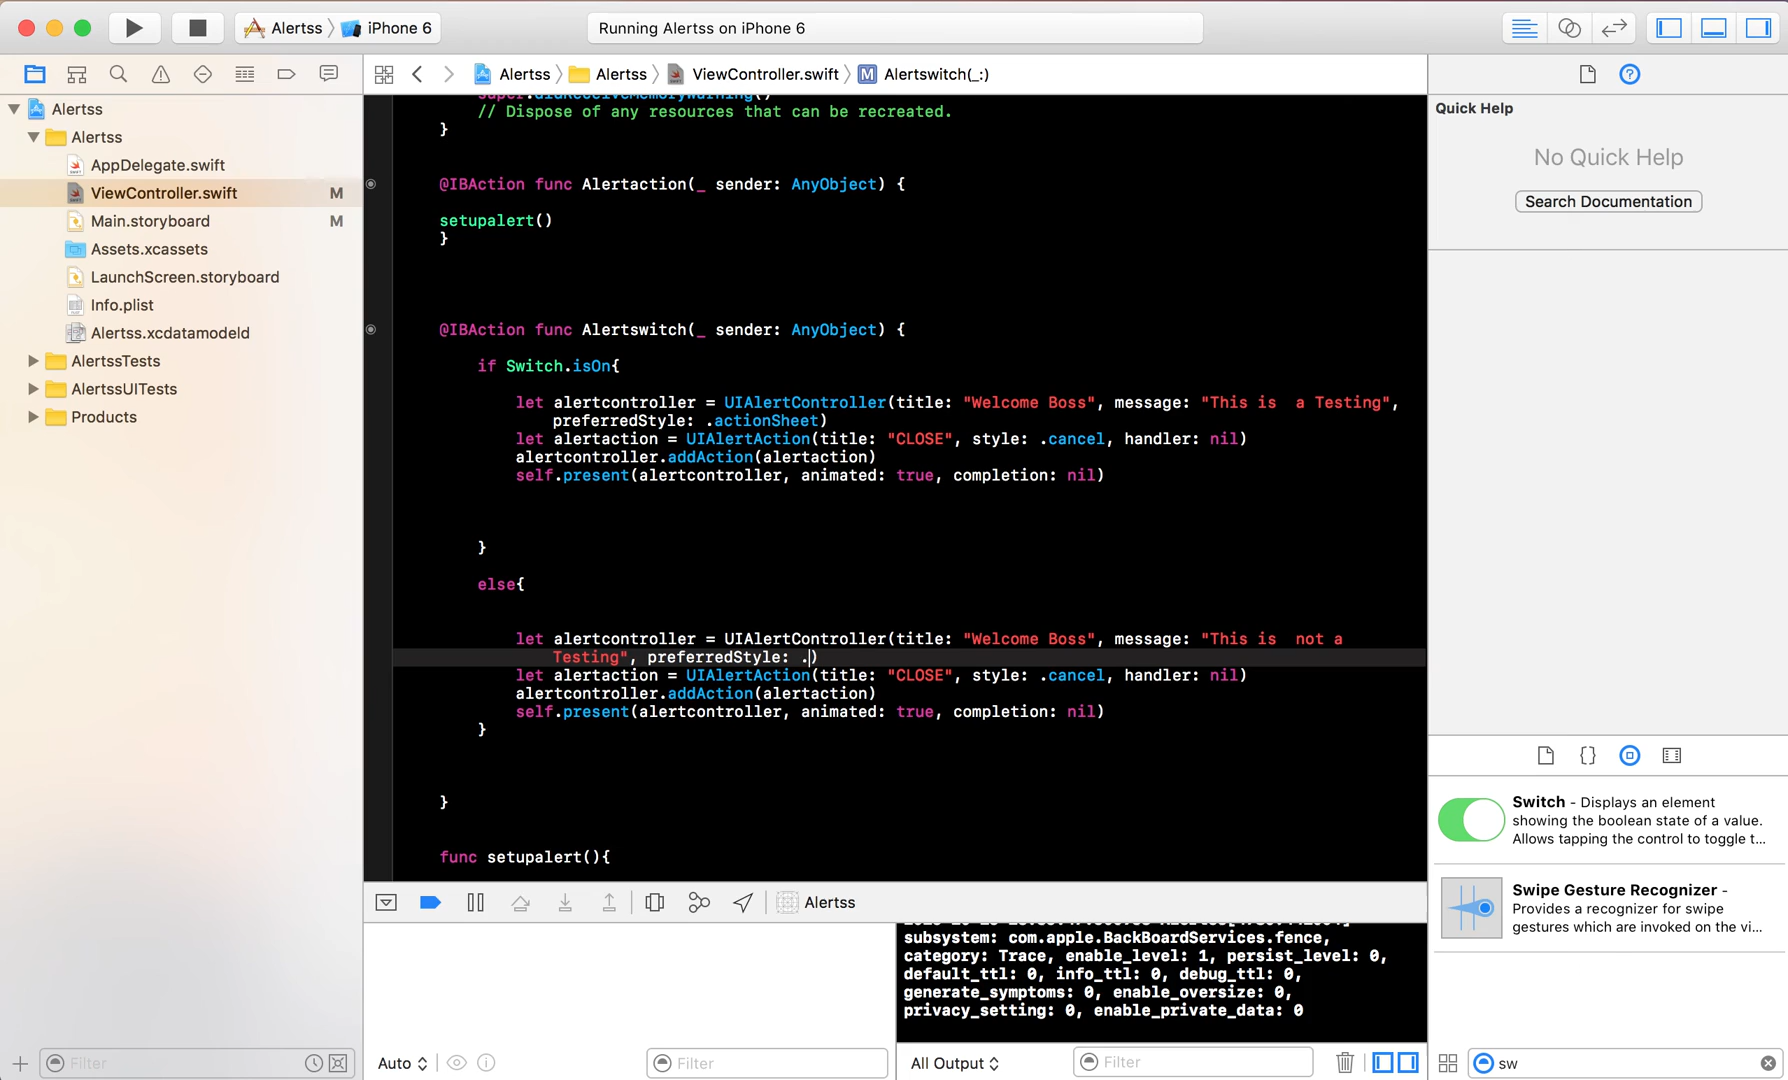 Alertss
iPhone 6
Running Alertss on iPhone 6
Alertss
Alertss
ViewController.swift
M
Alertswitch(_:)
Alertss
Alertss
AppDelegate.swift
ViewController.swift
M
Main.storyboard
M
Assets.xcassets
LaunchScreen.storyboard
Info.plist
Alertss.xcdatamodeld
AlertssTests
AlertssUITests
Products
Filter
super.didReceiveMemoryWarning()
// Dispose of any resources that can be recreated.
}
@IBAction func Alertaction(_ sender: AnyObject) {
setupalert()
}
@IBAction func Alertswitch(_ sender: AnyObject) {
if Switch.isOn{
let alertcontroller = UIAlertController(title: "Welcome Boss", message: "This is  a Testing",
preferredStyle: .actionSheet)
let alertaction = UIAlertAction(title: "CLOSE", style: .cancel, handler: nil)
alertcontroller.addAction(alertaction)
self.present(alertcontroller, animated: true, completion: nil)
}
else{
let alertcontroller = UIAlertController(title: "Welcome Boss", message: "This is  not a
Testing", preferredStyle: .)
let alertaction = UIAlertAction(title: "CLOSE", style: .cancel, handler: nil)
alertcontroller.addAction(alertaction)
self.present(alertcontroller, animated: true, completion: nil)
}
}
func setupalert(){
Alertss
subsystem: com.apple.BackBoardServices.fence,
category: Trace, enable_level: 1, persist_level: 0,
default_ttl: 0, info_ttl: 0, debug_ttl: 0,
generate_symptoms: 0, enable_oversize: 0,
privacy_setting: 0, enable_private_data: 0
Auto
Filter
All Output
Filter
Quick Help
No Quick Help
Search Documentation
{}
Switch - Displays an element
showing the boolean state of a value.
Allows tapping the control to toggle t...
Swipe Gesture Recognizer -
Provides a recognizer for swipe
gestures which are invoked on the vi...
sw